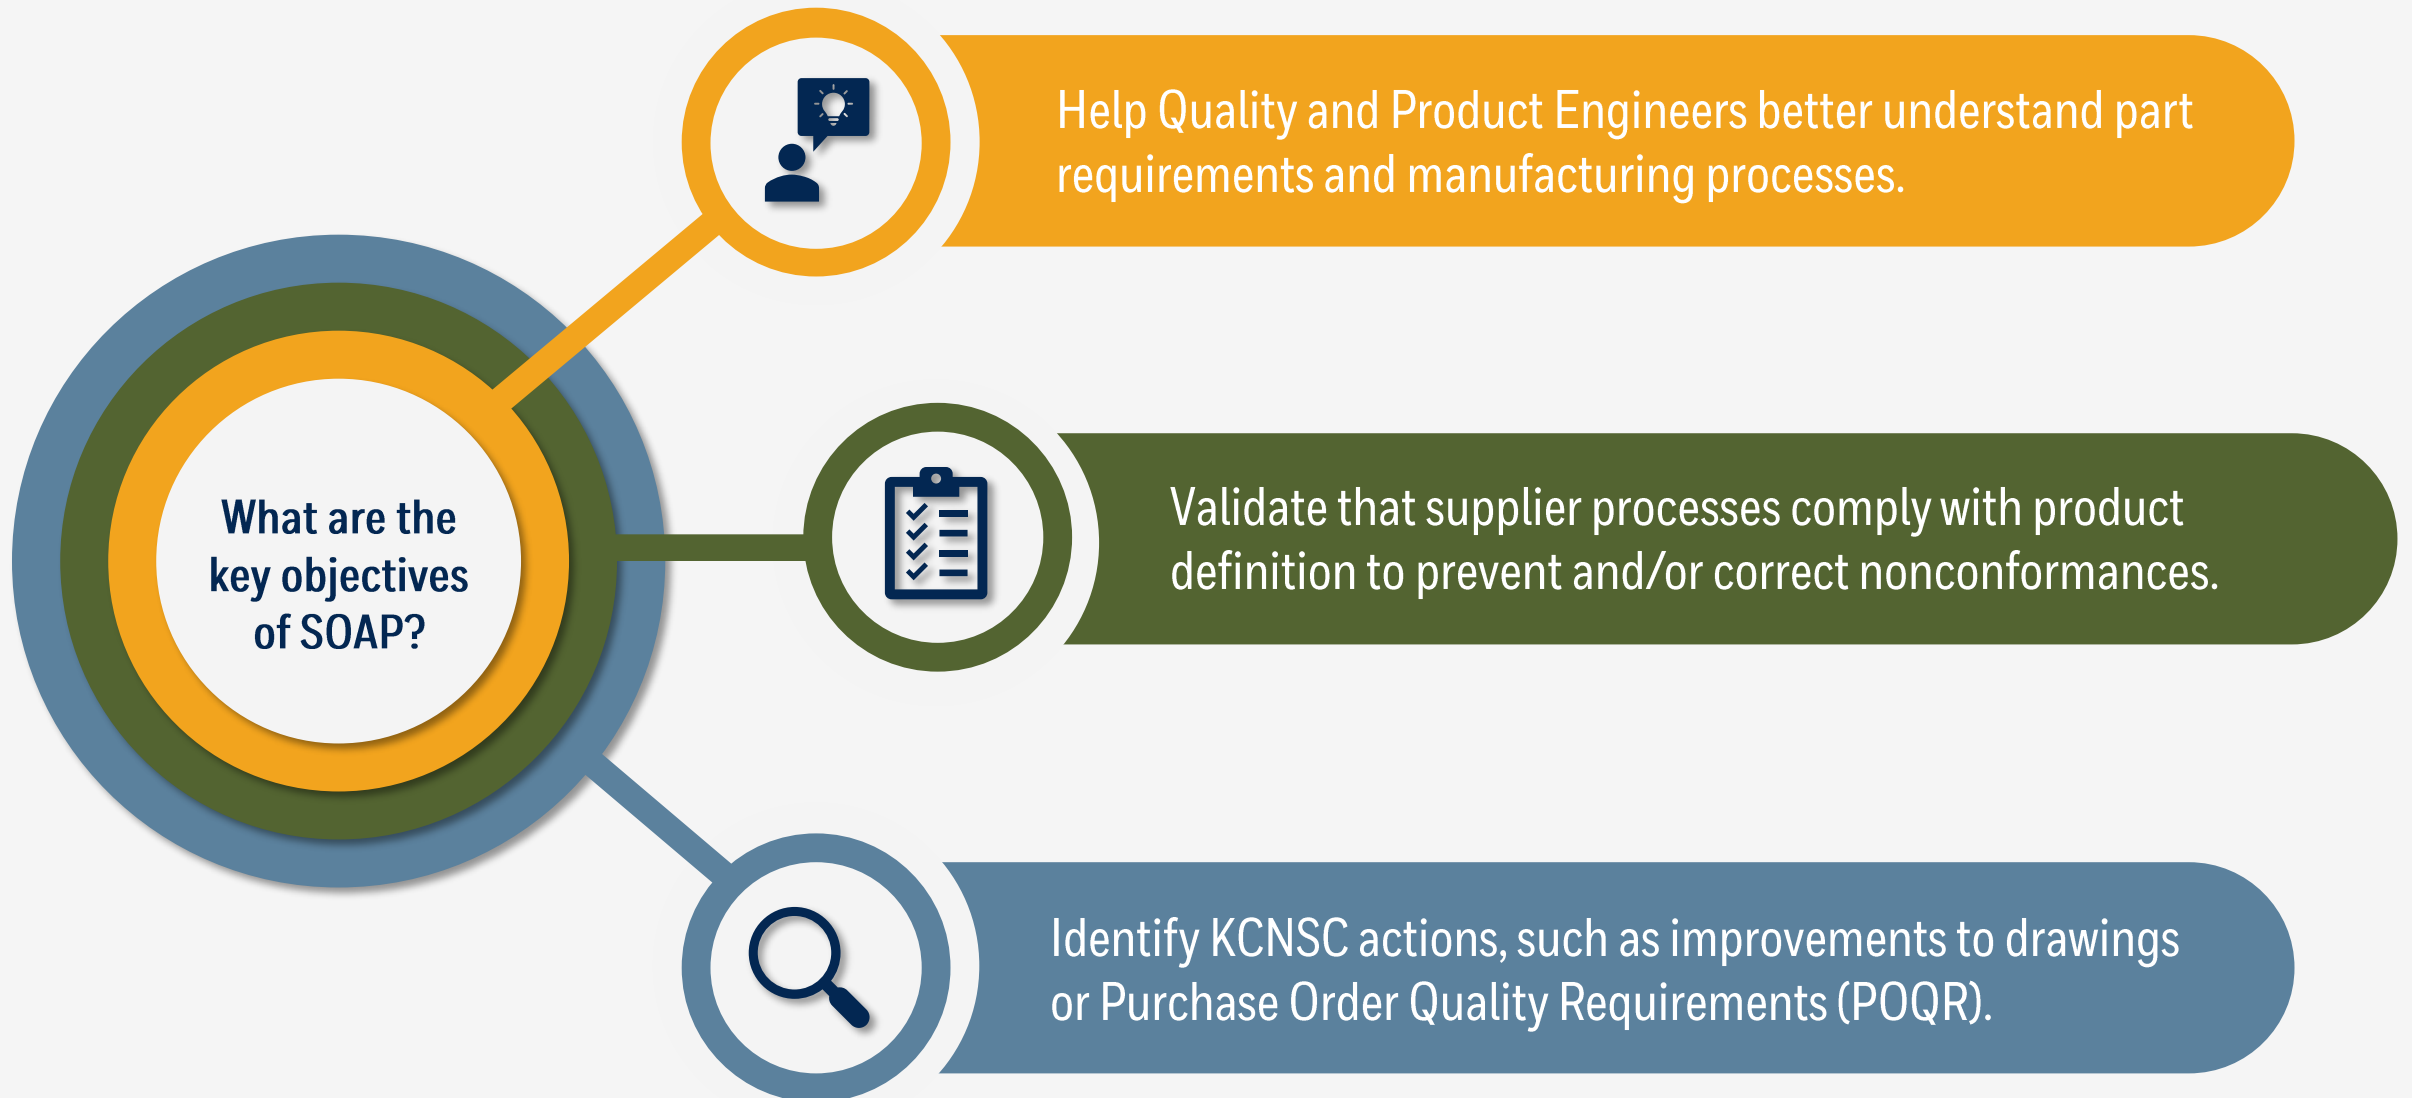 What are the
key objectives
of SOAP?
Help Quality and Product Engineers better understand part
requirements and manufacturing processes.
Validate that supplier processes comply with product
definition to prevent and/or correct nonconformances.
Identify KCNSC actions, such as improvements to drawings
or Purchase Order Quality Requirements (POQR).